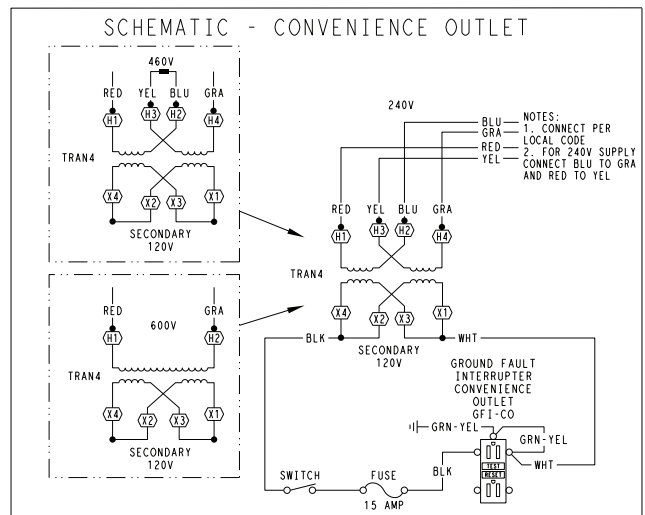 SCHEMATIC - CONVENIENCE OUTLET
460V
RED YEL BLU GRA
H1 H3 H2 H4
TRAN4
X4 X2 X3 X1
SECONDARY
120V
RED GRA
600V
H1 H2
TRAN4
X4 X2 X3 X1
SECONDARY
120V
240V
BLU
GRA
RED
YEL
NOTES:
1. CONNECT PER
LOCAL CODE
2. FOR 240V SUPPLY
CONNECT BLU TO GRA
AND RED TO YEL
RED YEL BLU GRA
H1 H3 H2 H4
TRAN4
X4 X2 X3 X1
BLK WHT
SECONDARY
120V
GROUND FAULT
INTERRUPTER
CONVENIENCE
OUTLET
GFI-CO
GRN-YEL
GRN-YEL
WHT
BLK
TEST
RESET
SWITCH
FUSE
15 AMP